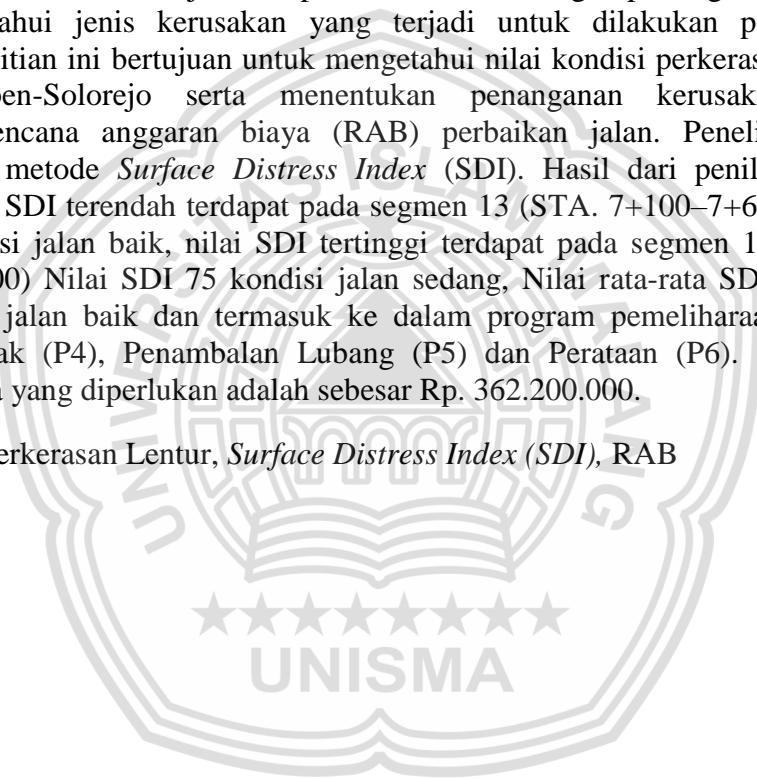 ahui jenis kerusakan yang terjadi untuk dilakukan p
itian ini bertujuan untuk mengetahui nilai kondisi perkeras
pen-Solorejo serta menentukan penanganan kerusak
encana anggaran biaya (RAB) perbaikan jalan. Peneli
metode Surface Distress Index (SDI). Hasil dari penil
SDI terendah terdapat pada segmen 13 (STA. 7+100–7+6
si jalan baik, nilai SDI tertinggi terdapat pada segmen 1
00) Nilai SDI 75 kondisi jalan sedang, Nilai rata-rata SD
jalan baik dan termasuk ke dalam program pemeliharaa
ak (P4), Penambalan Lubang (P5) dan Perataan (P6).
a yang diperlukan adalah sebesar Rp. 362.200.000.
erkerasan Lentur, Surface Distress Index (SDI), RAB
UNIVERSITAS ISLAM MALANG
UNISMA